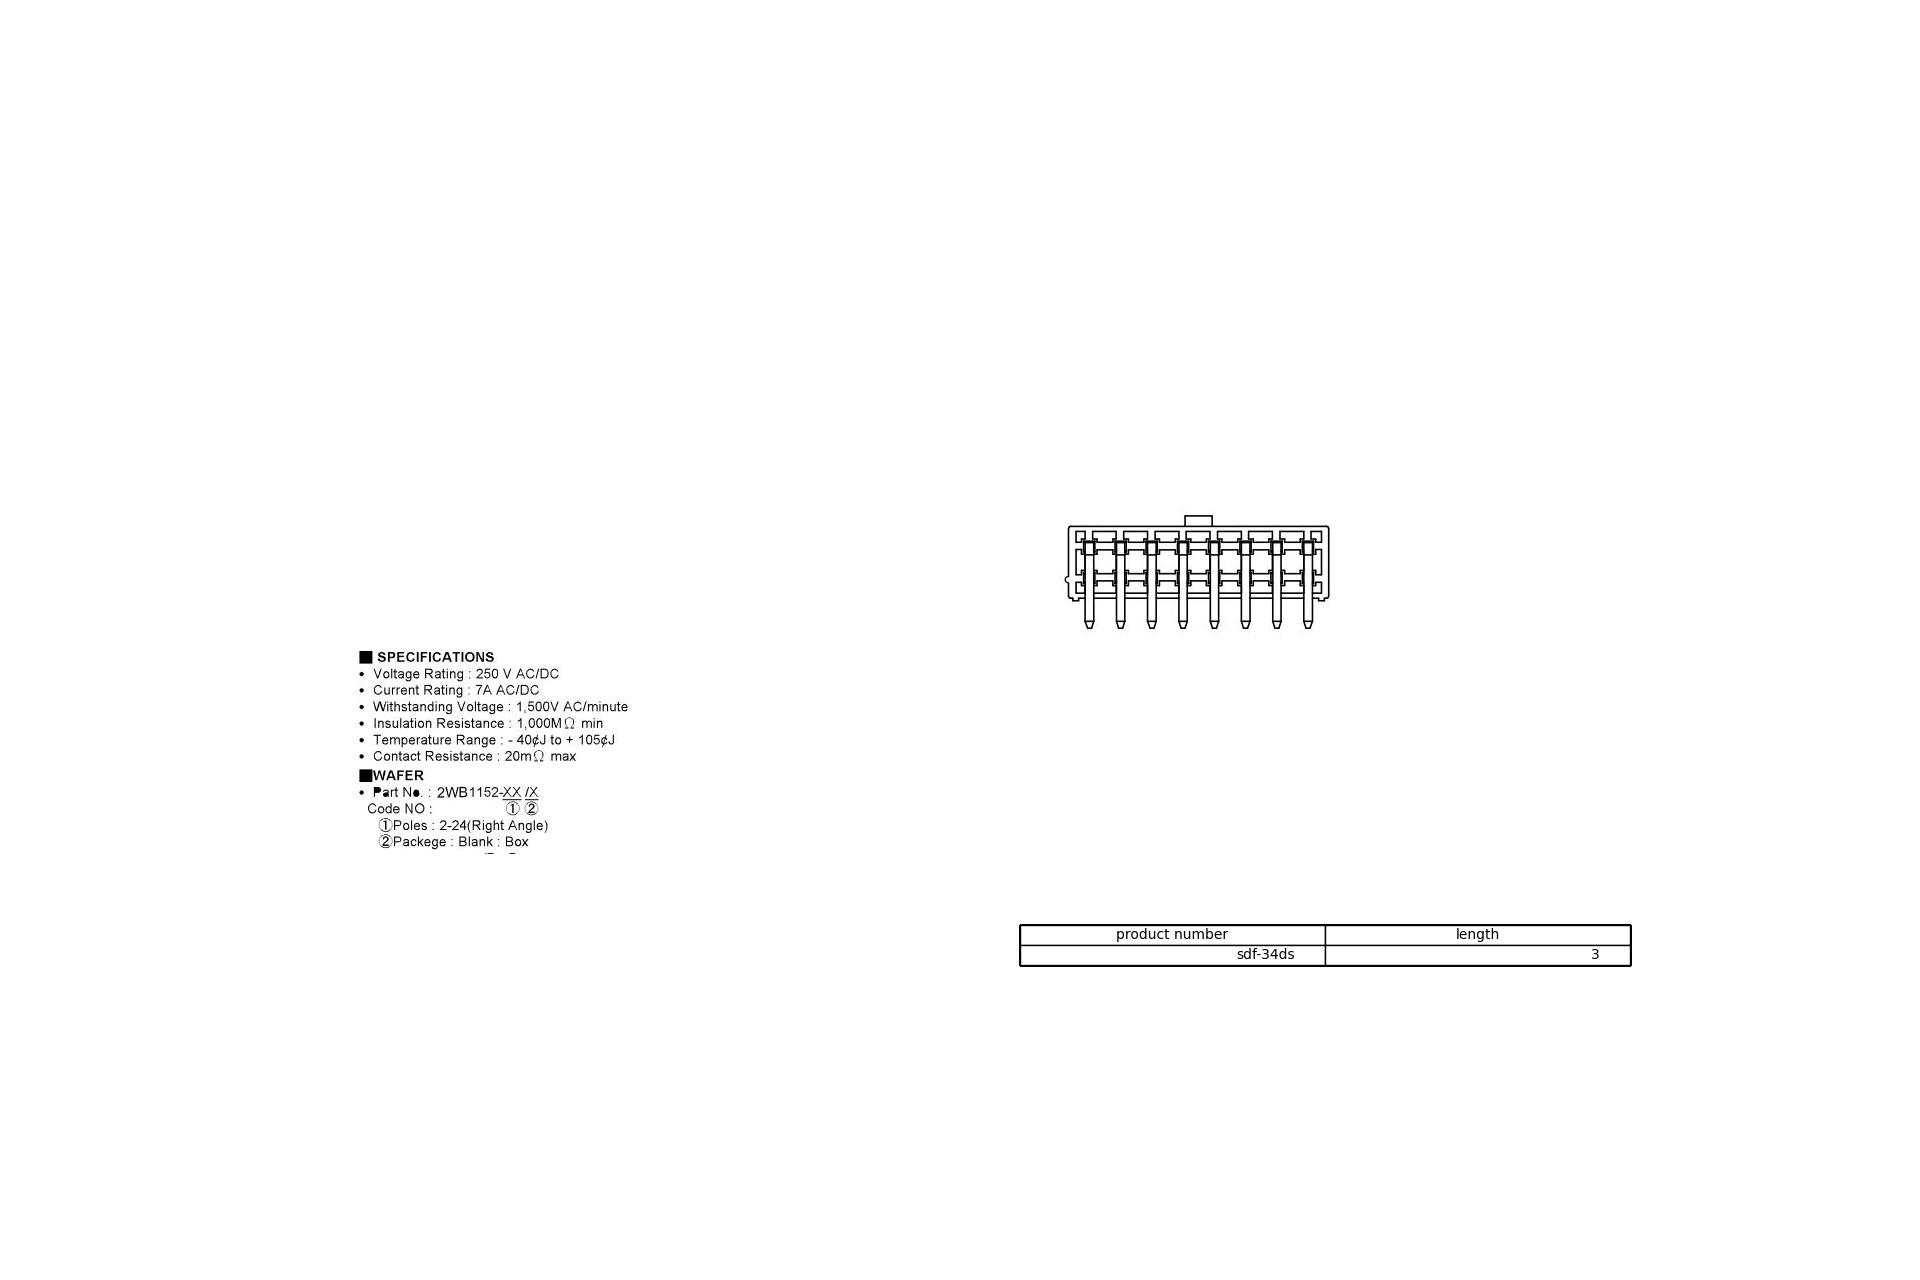 ■ SPECIFICATIONS
• Voltage Rating : 250 V AC/DC
• Current Rating : 7A AC/DC
• Withstanding Voltage : 1,500V AC/minute
• Insulation Resistance : 1,000MΩ min
• Temperature Range : - 40¢J to + 105¢J
• Contact Resistance : 20mΩ max
■WAFER
• Part No. : 2WB1152-XX /X
Code NO : ① ②
①Poles : 2-24(Right Angle)
②Packege : Blank : Box
product number length
sdf-34ds 3